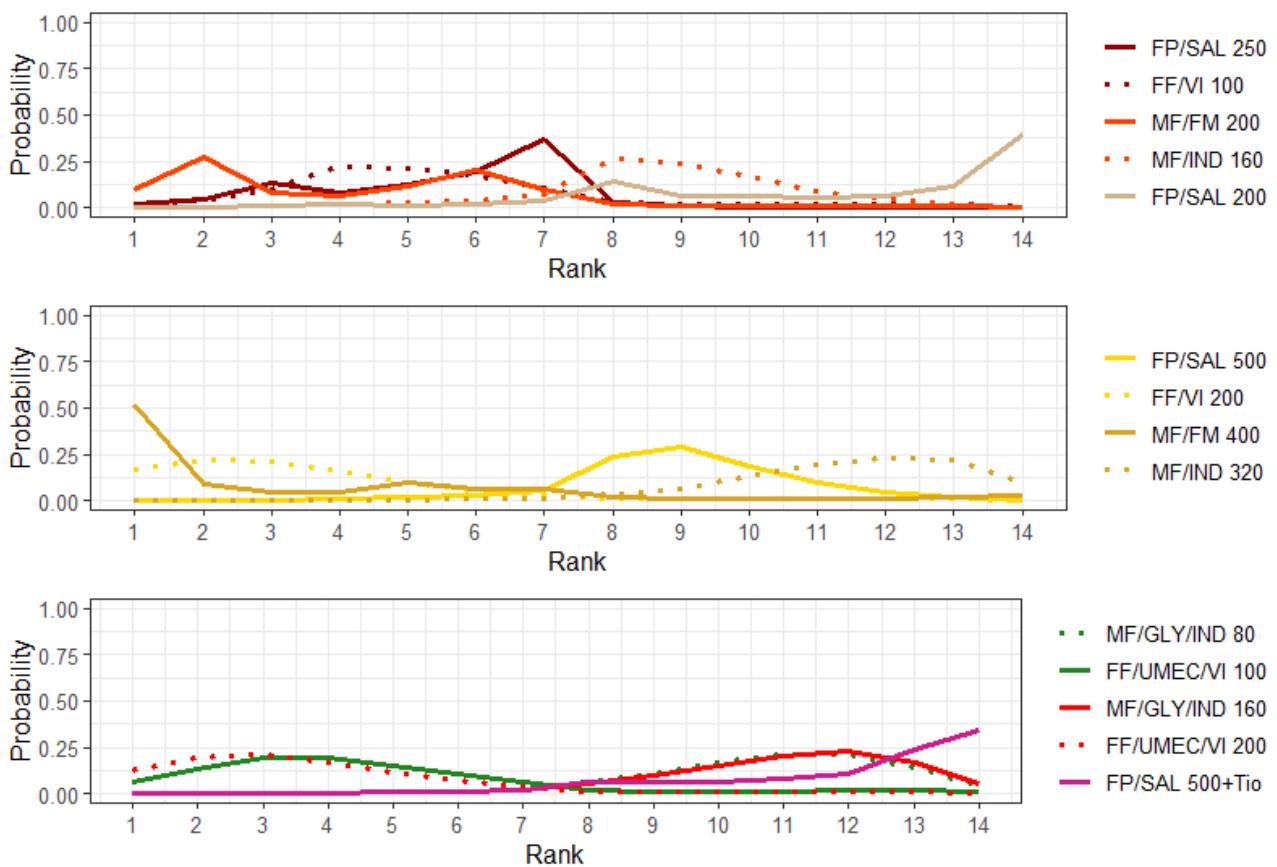 Probability
1.00
0.75
0.50
0.25
0.00
1 2 3 4 5 6 7 8 9 10 11 12 13 14
Rank
FP/SAL 250
FF/VI 100
MF/FM 200
MF/IND 160
FP/SAL 200
Probability
1.00
0.75
0.50
0.25
0.00
1 2 3 4 5 6 7 8 9 10 11 12 13 14
Rank
FP/SAL 500
FF/VI 200
MF/FM 400
MF/IND 320
Probability
1.00
0.75
0.50
0.25
0.00
1 2 3 4 5 6 7 8 9 10 11 12 13 14
Rank
MF/GLY/IND 80
FF/UMEC/VI 100
MF/GLY/IND 160
FF/UMEC/VI 200
FP/SAL 500+Tio